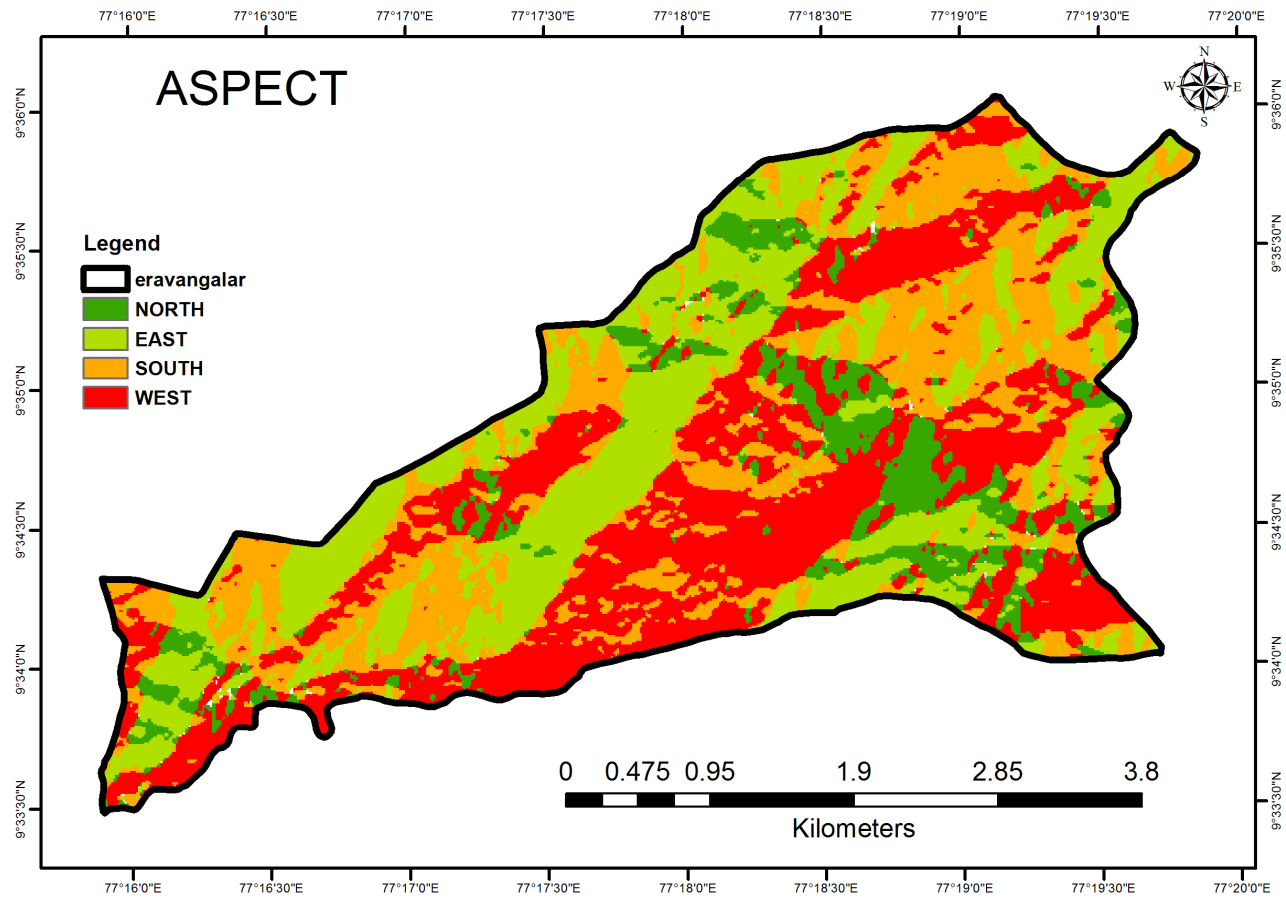 77°16'0"E 77°16'30"E 77°17'0"E 77°17'30"E 77°18'0"E 77°18'30"E 77°19'0"E 77°19'30"E 77°20'0"E
ASPECT
N
W E
S
9°36'0"N 9°36'0"N
9°35'30"N 9°35'30"N
Legend
eravangalar
NORTH
EAST
SOUTH
WEST
9°35'0"N 9°35'0"N
9°34'30"N 9°34'30"N
9°34'0"N 9°34'0"N
9°33'30"N 9°33'30"N
0 0.475 0.95 1.9 2.85 3.8
Kilometers
77°16'0"E 77°16'30"E 77°17'0"E 77°17'30"E 77°18'0"E 77°18'30"E 77°19'0"E 77°19'30"E 77°20'0"E